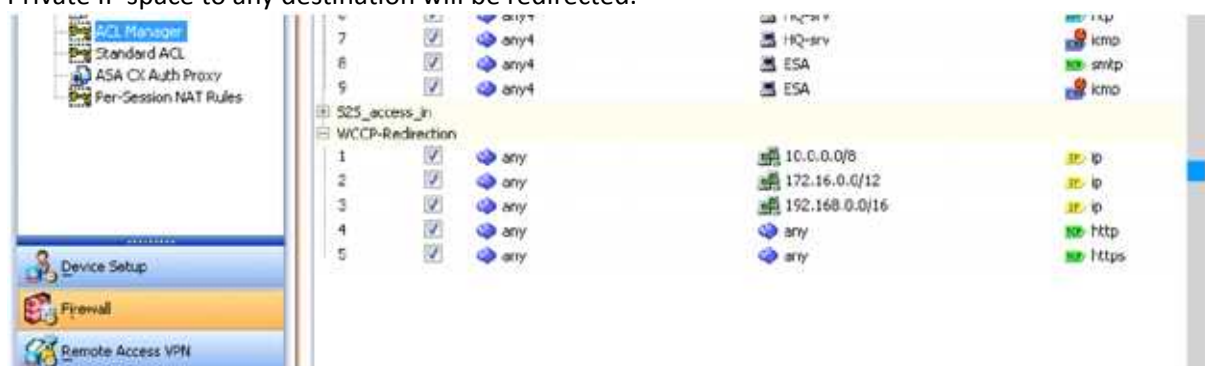 Private IP space to any destination will be redirected.
ACL Manager
Standard ACL
ASA CX Auth Proxy
Per-Session NAT Rules
Device Setup
Firewall
Remote Access VPN
7 any4 HQ-srv icmp
8 any4 ESA smtp
9 any4 ESA icmp
S2S_access_in
WCCP-Redirection
1 any 10.0.0.0/8 ip
2 any 172.16.0.0/12 ip
3 any 192.168.0.0/16 ip
4 any any http
5 any any https